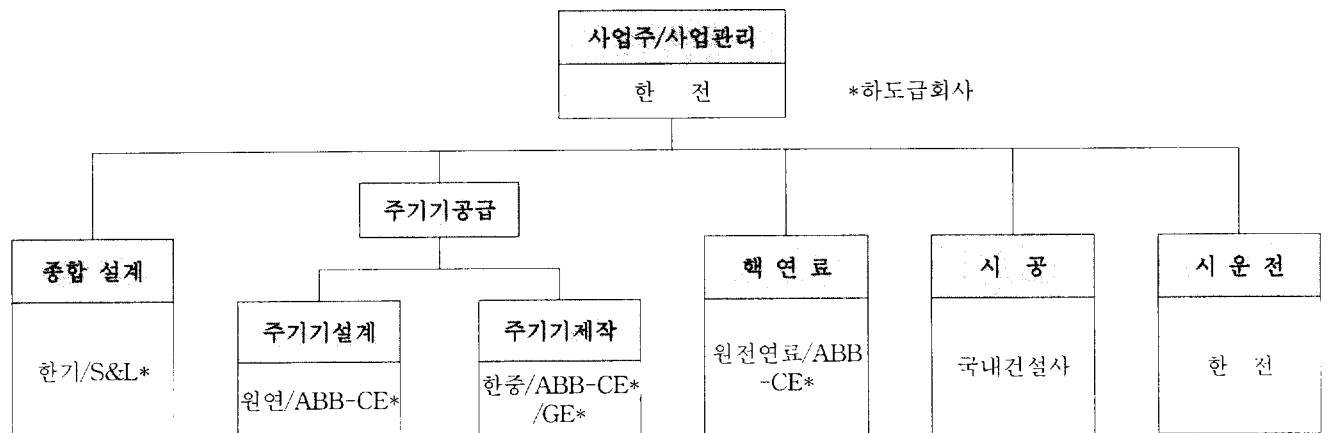 사업주/사업관리
한 전
*하도급회사
주기기공급
종합 설계
한기/S&L*
주기기설계
원연/ABB-CE*
주기기제작
한중/ABB-CE*
/GE*
핵 연 료
원전연료/ABB
-CE*
시 공
국내건설사
시 운 전
한 전